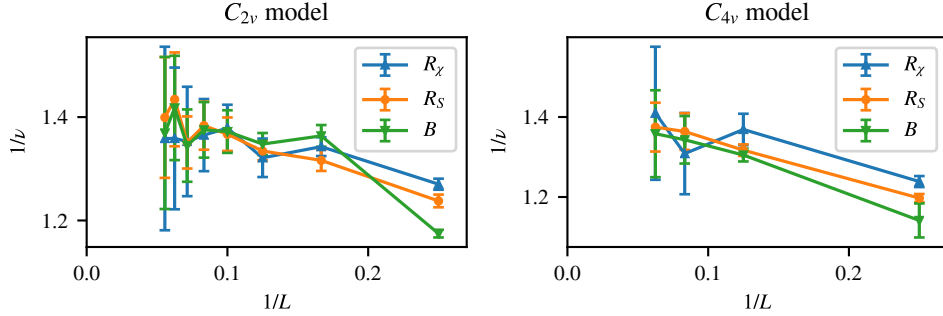 C2v model
1/ν
1.4
1.2
0.0
0.1
0.2
1/L
Rχ
RS
B
C4v model
1/ν
1.4
1.2
0.0
0.1
0.2
1/L
Rχ
RS
B